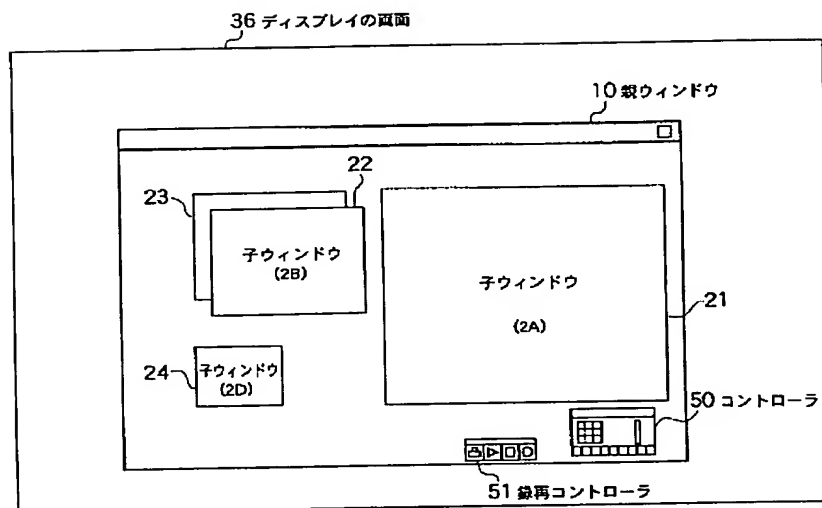 36 ディスプレイの画面
10 親ウィンドウ
22
23
子ウィンドウ
(2B)
子ウィンドウ
(2A)
21
24
子ウィンドウ
(2D)
50 コントローラ
51 録再コントローラ